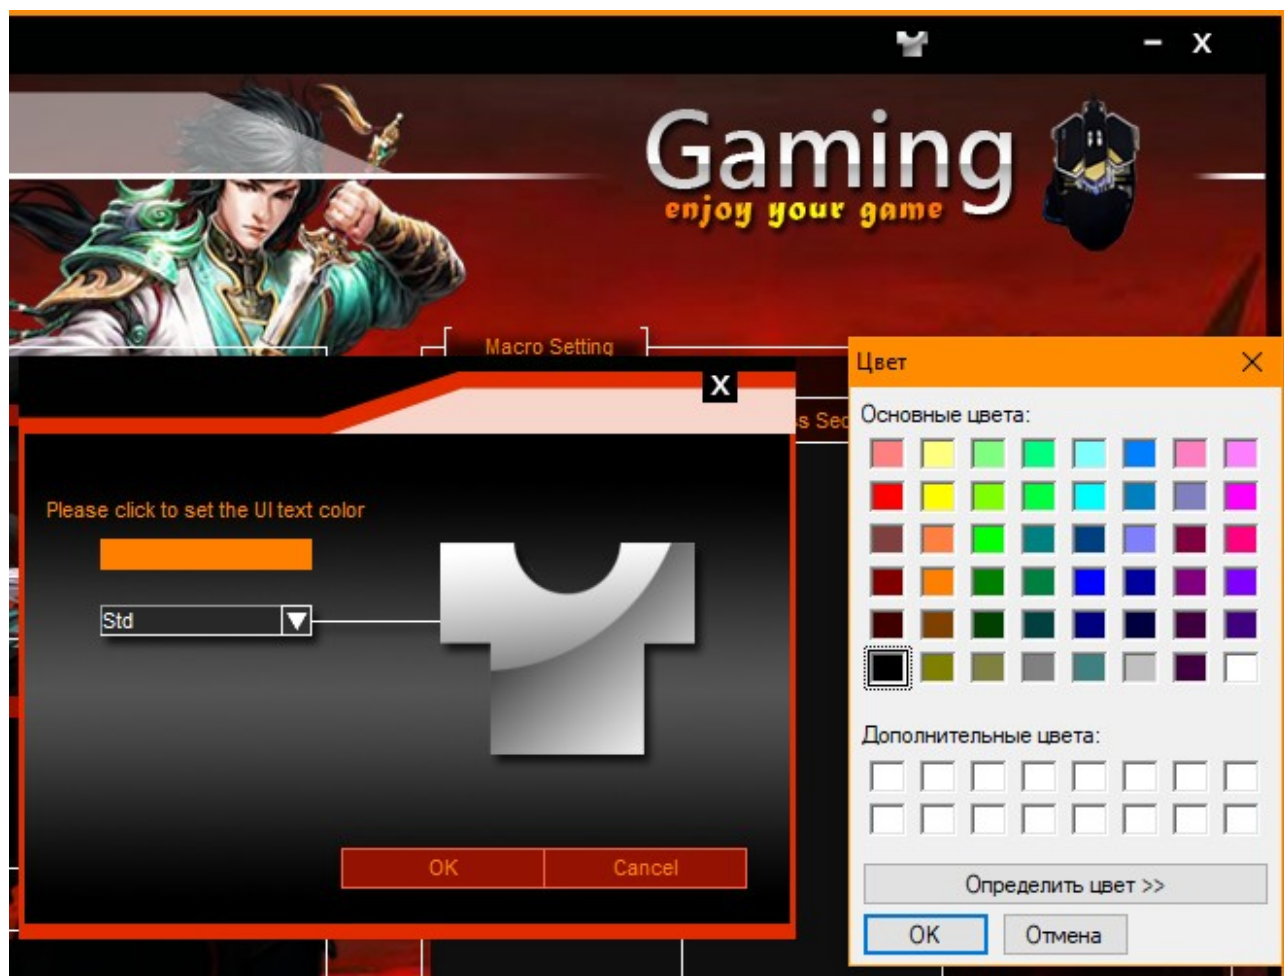 X
Gaming
enjoy your game
Macro Setting
X
Цвет
Основные цвета:
Please click to set the UI text color
Std
Дополнительные цвета:
OK
Cancel
Определить цвет >>
OK
Отмена